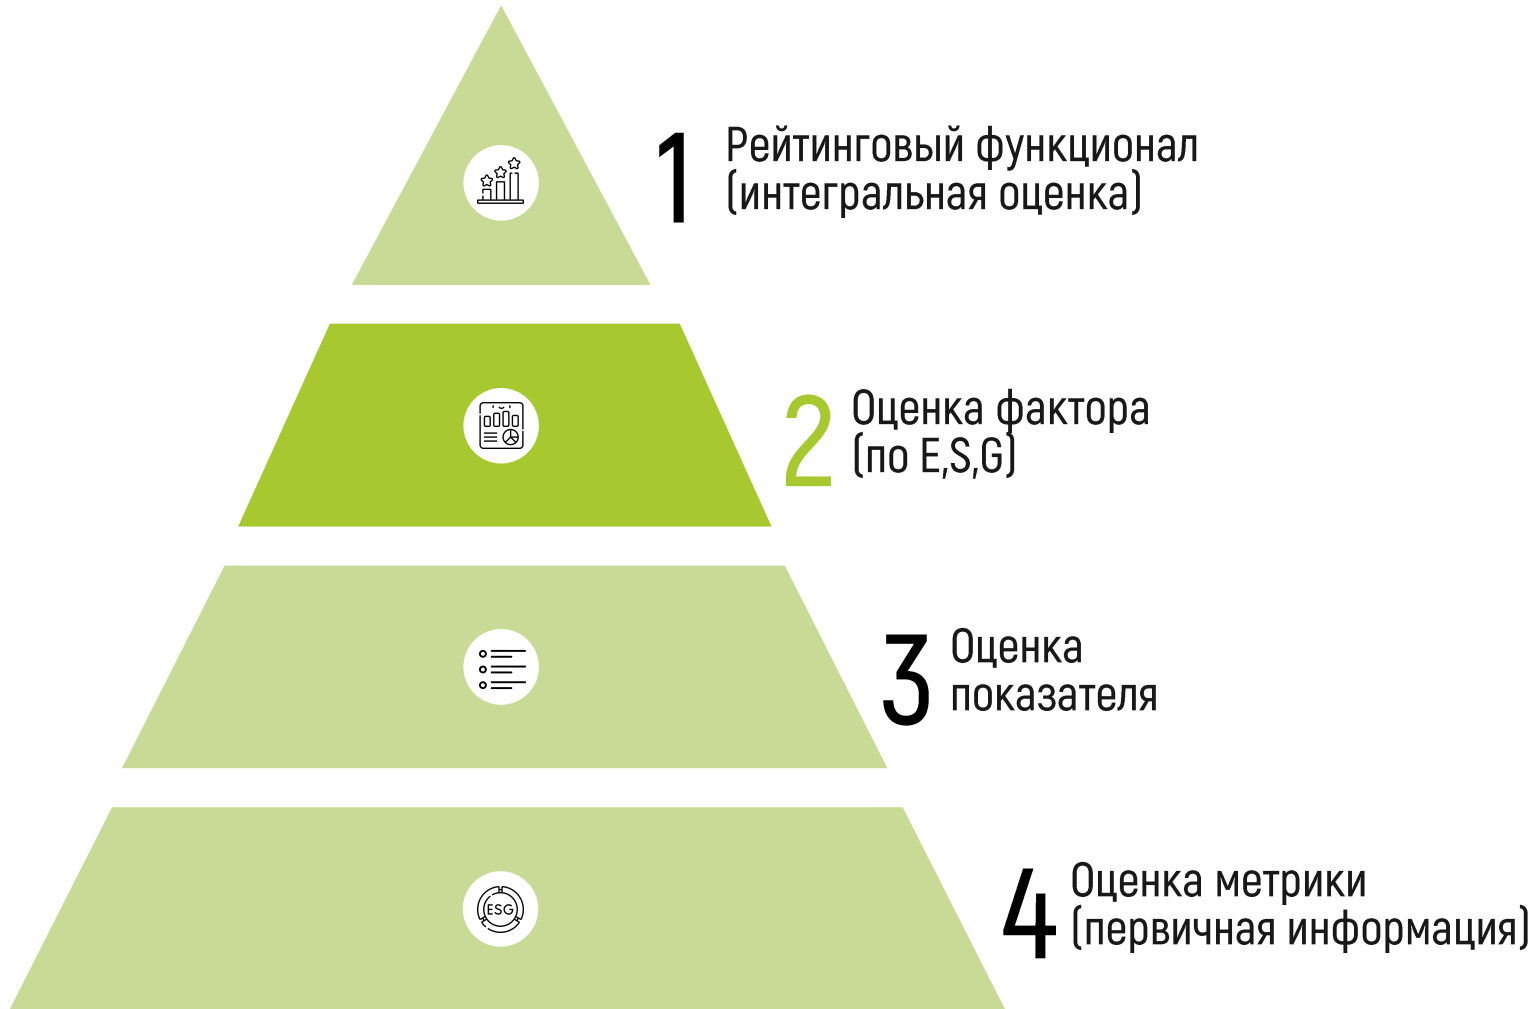 1
Рейтинговый функционал
(интегральная оценка)
2
Оценка фактора
(по E,S,G)
3
Оценка
показателя
ESG
4
Оценка метрики
(первичная информация)